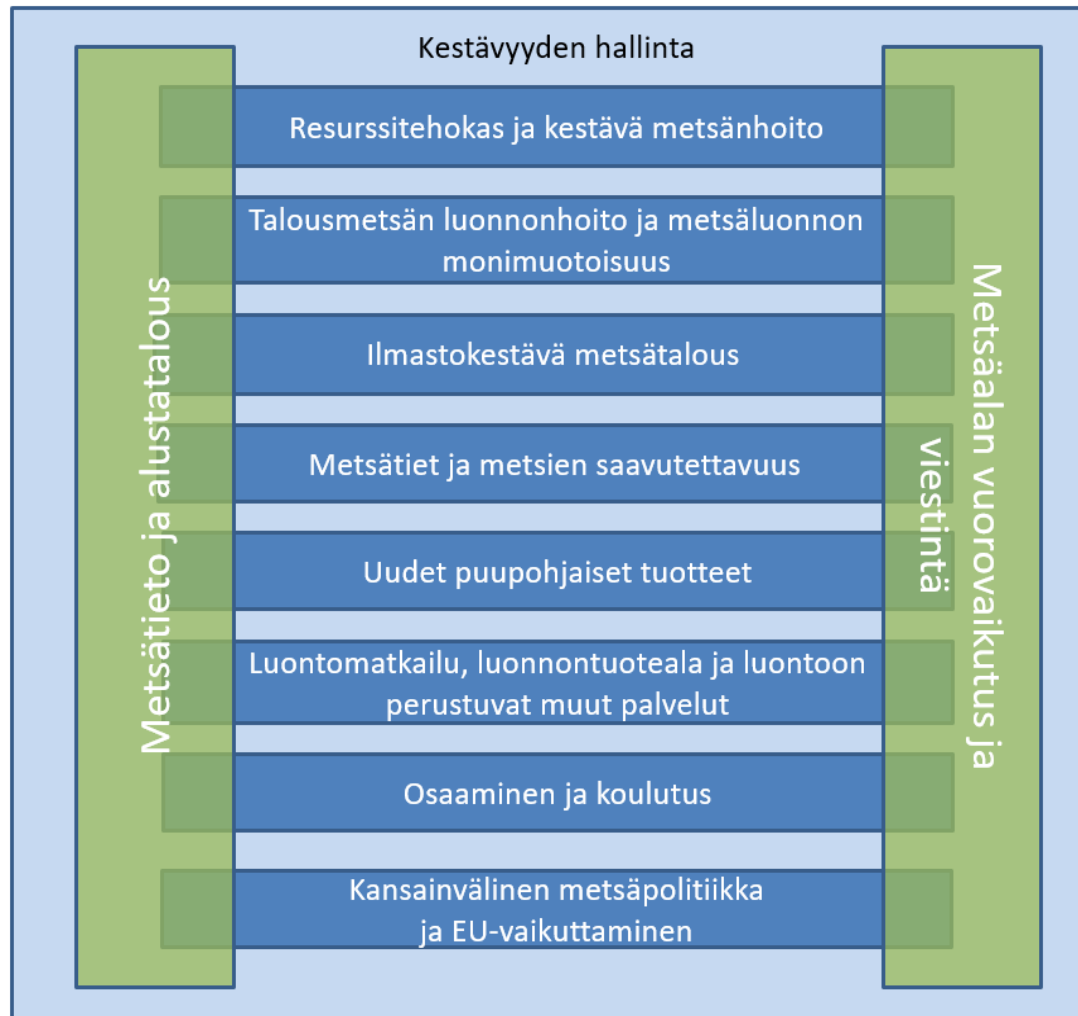 Kestävyyden hallinta
Resurssitehokas ja kestävä metsänhoito
Talousmetsän luonnonhoito ja metsäluonnon
monimuotoisuus
Ilmastokestävä metsätalous
Metsätiet ja metsien saavutettavuus
Uudet puupohjaiset tuotteet
Luontomatkailu, luonnontuoteala ja luontoon
perustuvat muut palvelut
Osaaminen ja koulutus
Kansainvälinen metsäpolitiikka
ja EU-vaikuttaminen
Metsätieto ja alustatalous
Metsäalan vuorovaikutus ja
viestintä